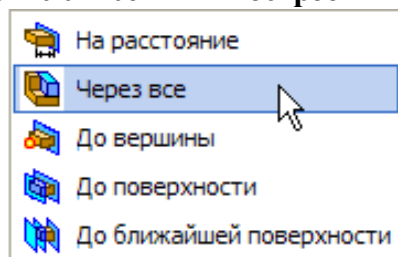 На расстояние
Через все
До вершины
До поверхности
До ближайшей поверхности